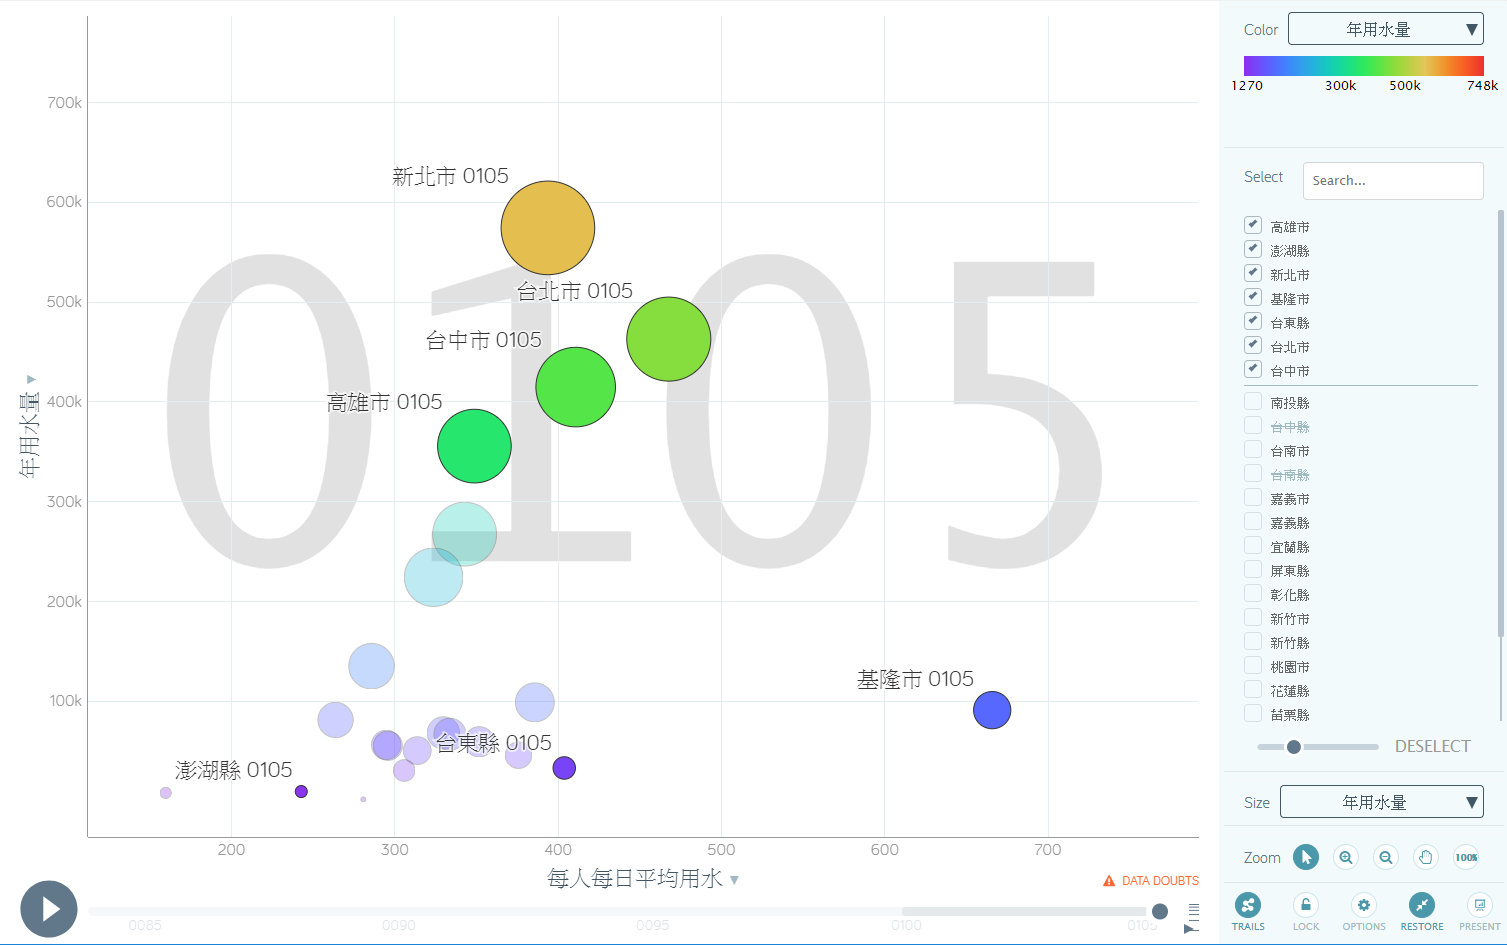 700k
600k
500k
400k
300k
200k
100k
年用水量
0105
新北市 0105
台北市 0105
台中市 0105
高雄市 0105
基隆市 0105
台東縣 0105
澎湖縣 0105
200
300
400
500
600
700
每人每日平均用水
DATA DOUBTS
0085
0090
0095
0100
0105
Color
年用水量
1270
300k
500k
748k
Select
Search...
高雄市
澎湖縣
新北市
基隆市
台東縣
台北市
台中市
南投縣
台中縣
台南市
台南縣
嘉義市
嘉義縣
宜蘭縣
屏東縣
彰化縣
新竹市
新竹縣
桃園市
花蓮縣
苗栗縣
DESELECT
Size
年用水量
Zoom
100%
TRAILS
LOCK
OPTIONS
RESTORE
PRESENT